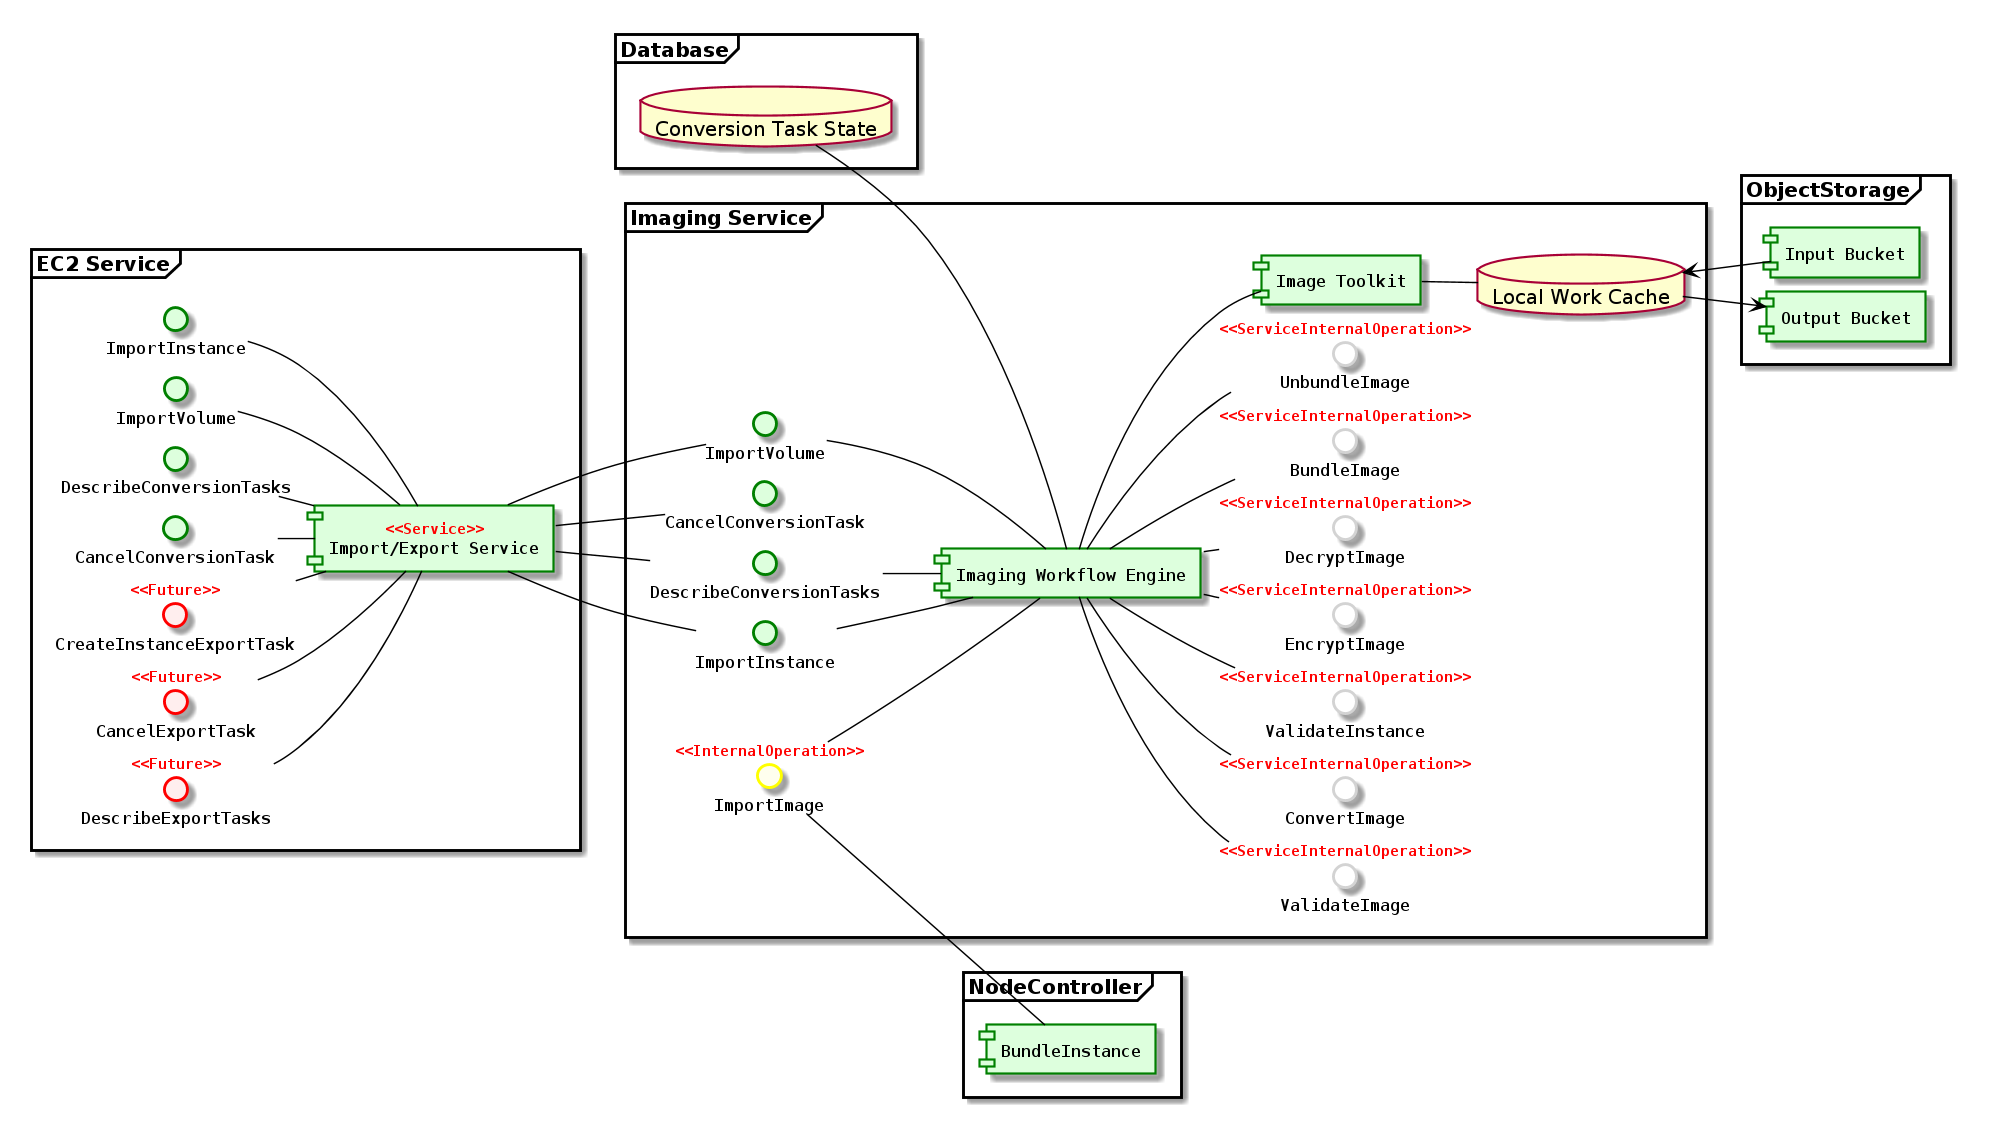 Database
Conversion Task State
EC2 Service
ImportInstance
ImportVolume
DescribeConversionTasks
CancelConversionTask
<<Future>>
CreateInstanceExportTask
<<Future>>
CancelExportTask
<<Future>>
DescribeExportTasks
<<Service>>
Import/Export Service
Imaging Service
ImportVolume
CancelConversionTask
DescribeConversionTasks
ImportInstance
<<InternalOperation>>
ImportImage
Imaging Workflow Engine
Image Toolkit
Local Work Cache
<<ServiceInternalOperation>>
UnbundleImage
<<ServiceInternalOperation>>
BundleImage
<<ServiceInternalOperation>>
DecryptImage
<<ServiceInternalOperation>>
EncryptImage
<<ServiceInternalOperation>>
ValidateInstance
<<ServiceInternalOperation>>
ConvertImage
<<ServiceInternalOperation>>
ValidateImage
ObjectStorage
Input Bucket
Output Bucket
NodeController
BundleInstance